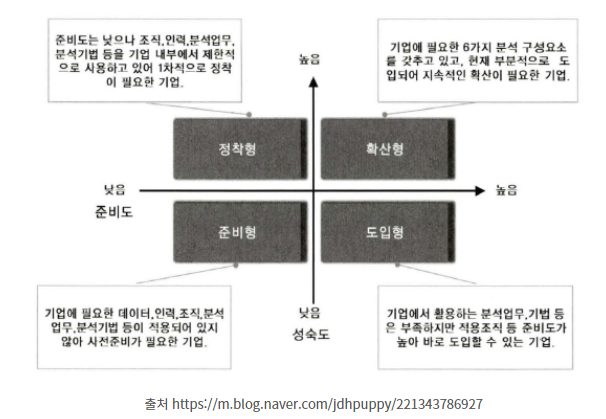 준비도는 낮으나 조직,인력,분석업무,
분석기법 등을 기업 내부에서 제한적
으로 사용하고 있어 1차적으로 정착
이 필요한 기업.
높음
기업에 필요한 6가지 분석 구성요소
를 갖추고 있고, 현재 부분적으로 도
입되어 지속적인 확산이 필요한 기업.
정착형
확산형
낮음
높음
준비도
준비형
도입형
기업에 필요한 데이터,인력,조직,분석
업무,분석기법 등이 적용되어 있지
않아 사전준비가 필요한 기업.
낮음
성숙도
기업에서 활용하는 분석업무,기법 등
은 부족하지만 적용조직 등 준비도가
높아 바로 도입할 수 있는 기업.
출처 https://m.blog.naver.com/jdhpuppy/221343786927